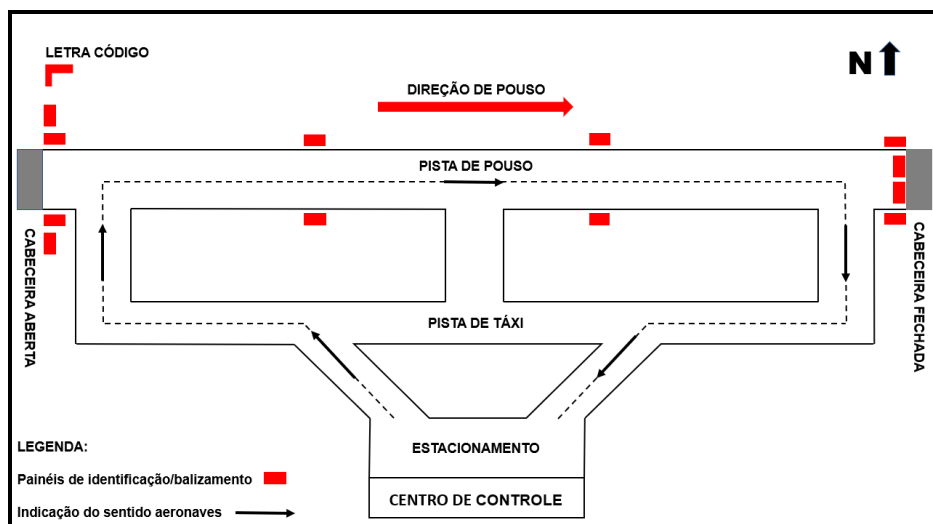 LETRA CÓDIGO
N
DIREÇÃO DE POUSO
PISTA DE POUSO
CABECEIRA ABERTA
CABECEIRA FECHADA
PISTA DE TÁXI
ESTACIONAMENTO
CENTRO DE CONTROLE
LEGENDA:
Painéis de identificação/balizamento
Indicação do sentido aeronaves